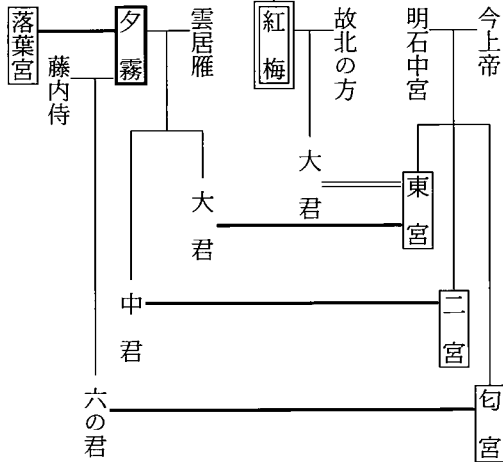 今上帝
明石中宮
故北の方
紅梅
雲居雁
夕霧
藤内侍
落葉宮
東宮
大君
大君
二宮
中君
匂宮
六の君